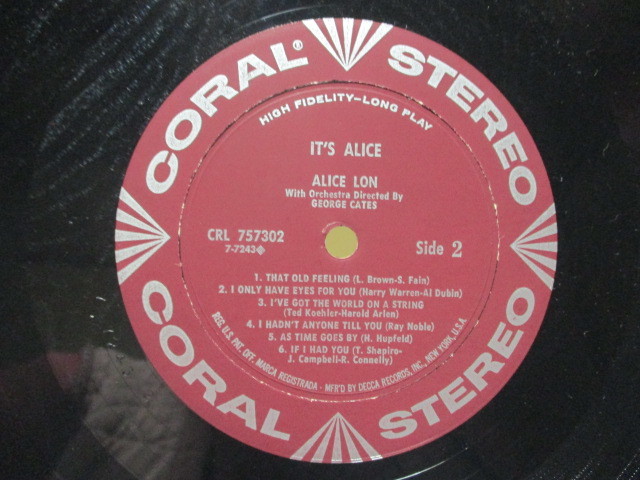 CORAL® STEREO
HIGH FIDELITY—LONG PLAY
IT'S ALICE
ALICE LON
With Orchestra Directed By
GEORGE CATES
CRL 757302
7-7243◆
Side 2
1. THAT OLD FEELING (L. Brown-S. Fain)
2. I ONLY HAVE EYES FOR YOU (Harry Warren-Al Dubin)
3. I'VE GOT THE WORLD ON A STRING
(Ted Koehler-Harold Arlen)
4. I HADN'T ANYONE TILL YOU (Ray Noble)
5. AS TIME GOES BY (H. Hupfeld)
6. IF I HAD YOU (T. Shapiro-
J. Campbell-R. Connelly)
REG. U.S. PAT. OFF. MARCA REGISTRADA - MFR'D BY DECCA RECORDS, INC., NEW YORK, U.S.A.
CORAL STEREO